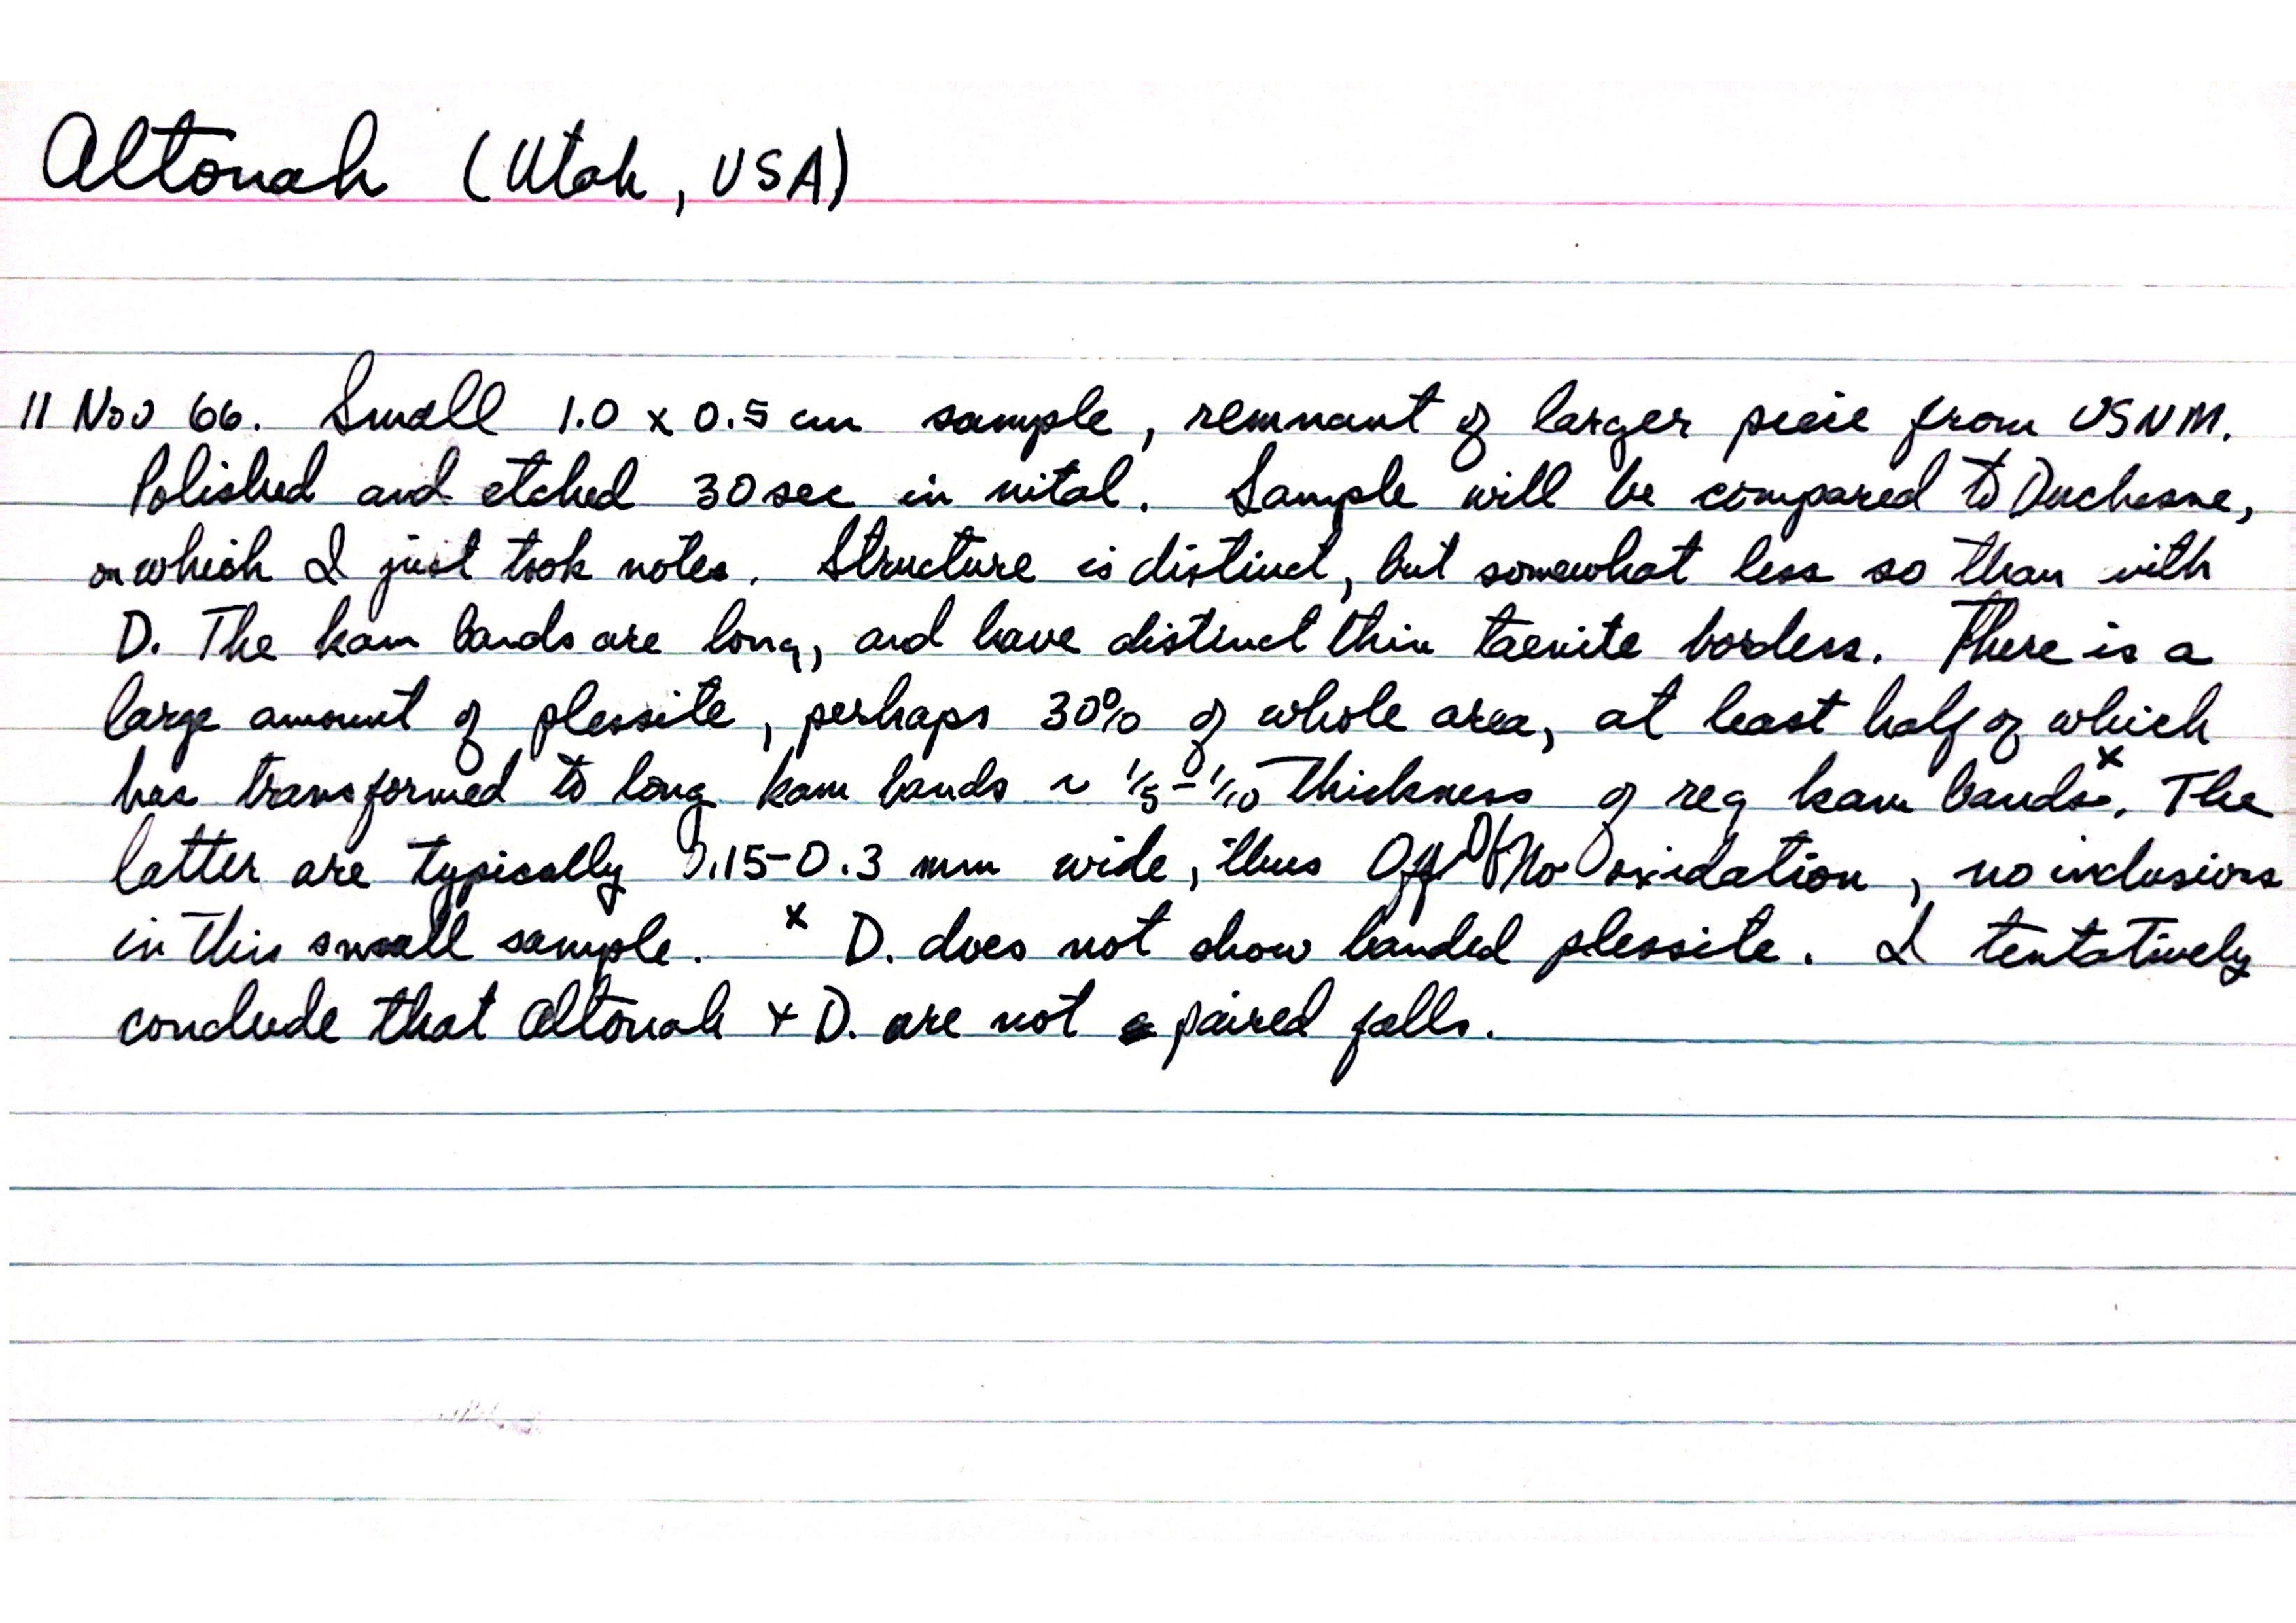 Altonah (Utah, USA)
11 Nov 66. Small 1.0 x 0.5 cm sample, remnant of larger piece from USNM.
Polished and etched 30 sec in nital. Sample will be compared to Duchesne,
on which I just took notes. Structure is distinct, but somewhat less so than with
D. The kam bands are long, and have distinct thin taenite borders. There is a
large amount of plessite, perhaps 30% of whole area, at least half of which
has transformed to long kam bands ~ 1/5-1/10 thickness of reg kam bands x. The
latter are typically 0.15-0.3 mm wide, thus Off No oxidation, no inclusions
in this small sample. x D. does not show banded plessite. I tentatively
conclude that Altonah + D. are not paired falls.